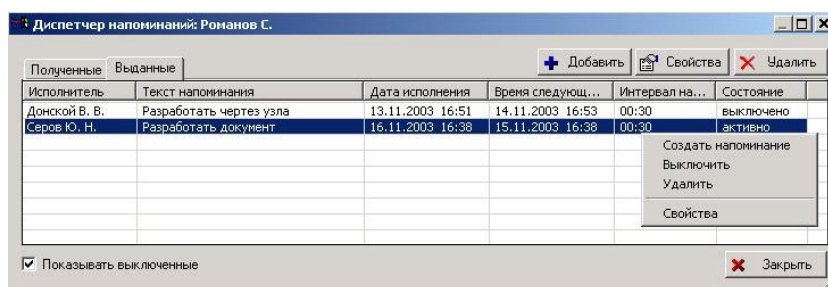 Диспетчер напоминаний: Романов С.
Полученные Выданные Добавить Свойства Удалить
Исполнитель Текст напоминания Дата исполнения Время следующ... Интервал на... Состояние
Донской В. В. Разработать чертез узла 13.11.2003 16:51 14.11.2003 16:53 00:30 выключено
Серов Ю. Н. Разработать документ 16.11.2003 16:38 15.11.2003 16:38 00:30 активно
Создать напоминание
Выключить
Удалить
Свойства
Показывать выключенные Закрыть